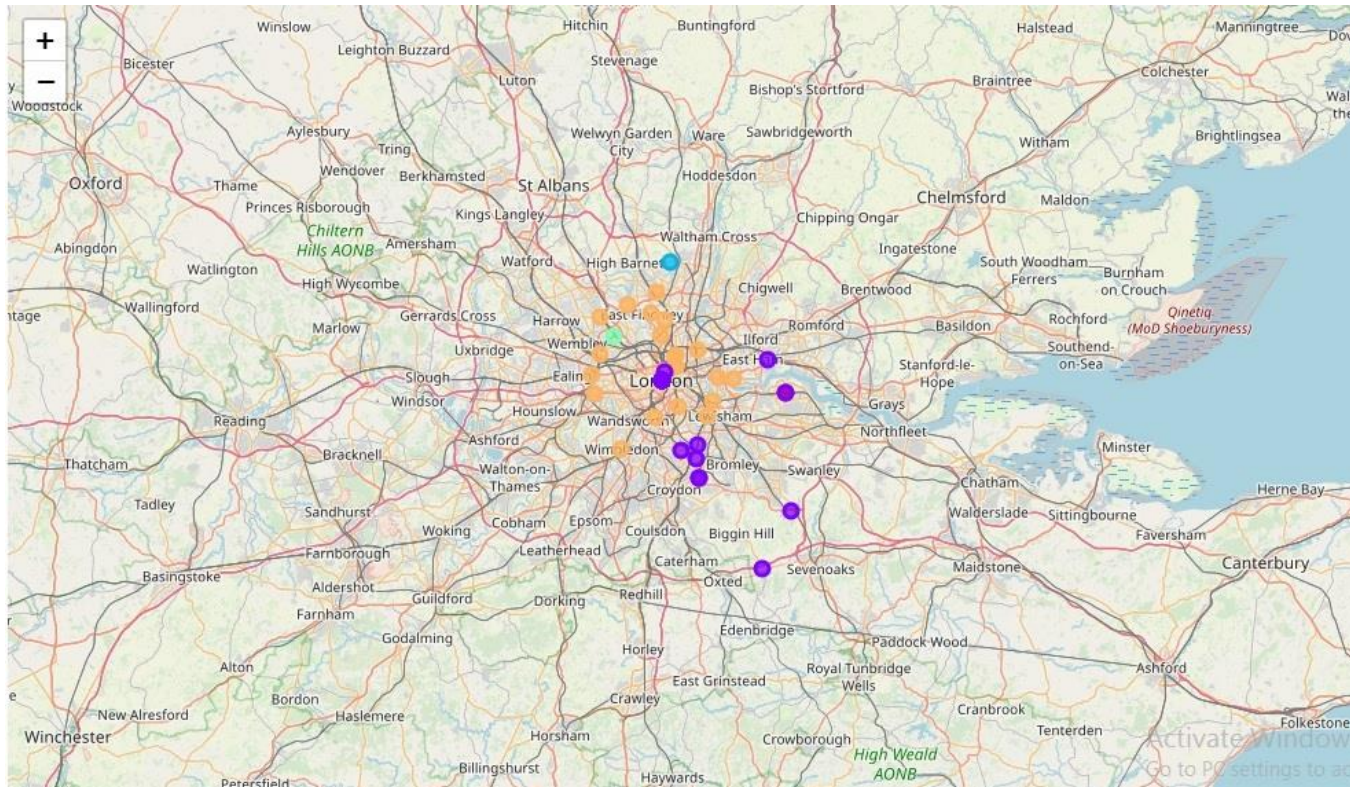 +
−
Winslow
Hitchin
Buntingford
Halstead
Manningtree
Leighton Buzzard
Bicester
Stevenage
Luton
Braintree
Colchester
Bishop's Stortford
Woodstock
Aylesbury
Welwyn Garden
City
Ware
Sawbridgeworth
Brightlingsea
Witham
Tring
Wendover
Berkhamsted
Hoddesdon
Oxford
Thame
St Albans
Chelmsford
Maldon
Princes Risborough
Kings Langley
Chipping Ongar
Chiltern
Hills AONB
Amersham
Waltham Cross
Ingatestone
Abingdon
Watlington
Watford
High Barnet
South Woodham
Ferrers
Burnham
on Crouch
High Wycombe
Chigwell
Brentwood
Wallingford
Gerrards Cross
Harrow
East Finchley
Qinetiq
(MoD Shoeburyness)
Rochford
Marlow
Romford
Basildon
Uxbridge
Wembley
Ilford
Southend-
on-Sea
East Ham
Stanford-le-
Hope
Slough
Ealing
London
Windsor
Hounslow
Grays
Reading
Wandsworth
Lewisham
Northfleet
Ashford
Minster
Bracknell
Wimbledon
Thatcham
Walton-on-
Thames
Bromley
Swanley
Chatham
Herne Bay
Croydon
Tadley
Sandhurst
Walderslade
Sittingbourne
Woking
Cobham
Epsom
Coulsdon
Biggin Hill
Faversham
Farnborough
Leatherhead
Caterham
Canterbury
Basingstoke
Aldershot
Oxted
Sevenoaks
Maidstone
Guildford
Dorking
Redhill
Farnham
Edenbridge
Godalming
Paddock Wood
Horley
Alton
Royal Tunbridge
Wells
Ashford
East Grinstead
Bordon
Crawley
New Alresford
Haslemere
Cranbrook
Folkestone
Winchester
Horsham
Crowborough
Tenterden
High Weald
AONB
Billingshurst
Haywards
Petersfield
Activate Window
Go to PC settings to ac